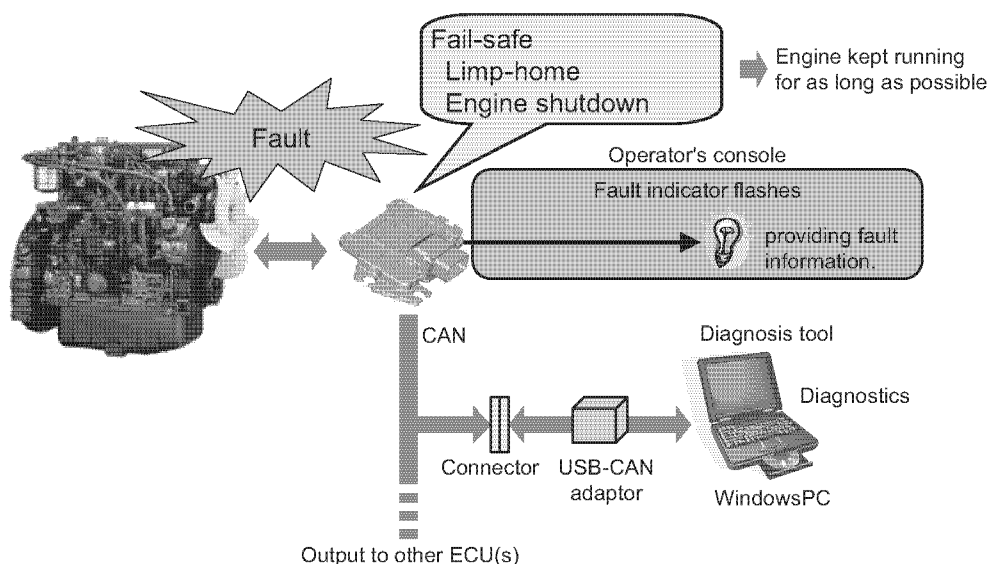 Fail-safe
Limp-home
Engine shutdown
Engine kept running
for as long as possible
Fault
Operator's console
Fault indicator flashes
providing fault
information.
CAN
Diagnosis tool
Diagnostics
Connector
USB-CAN
adaptor
WindowsPC
Output to other ECU(s)